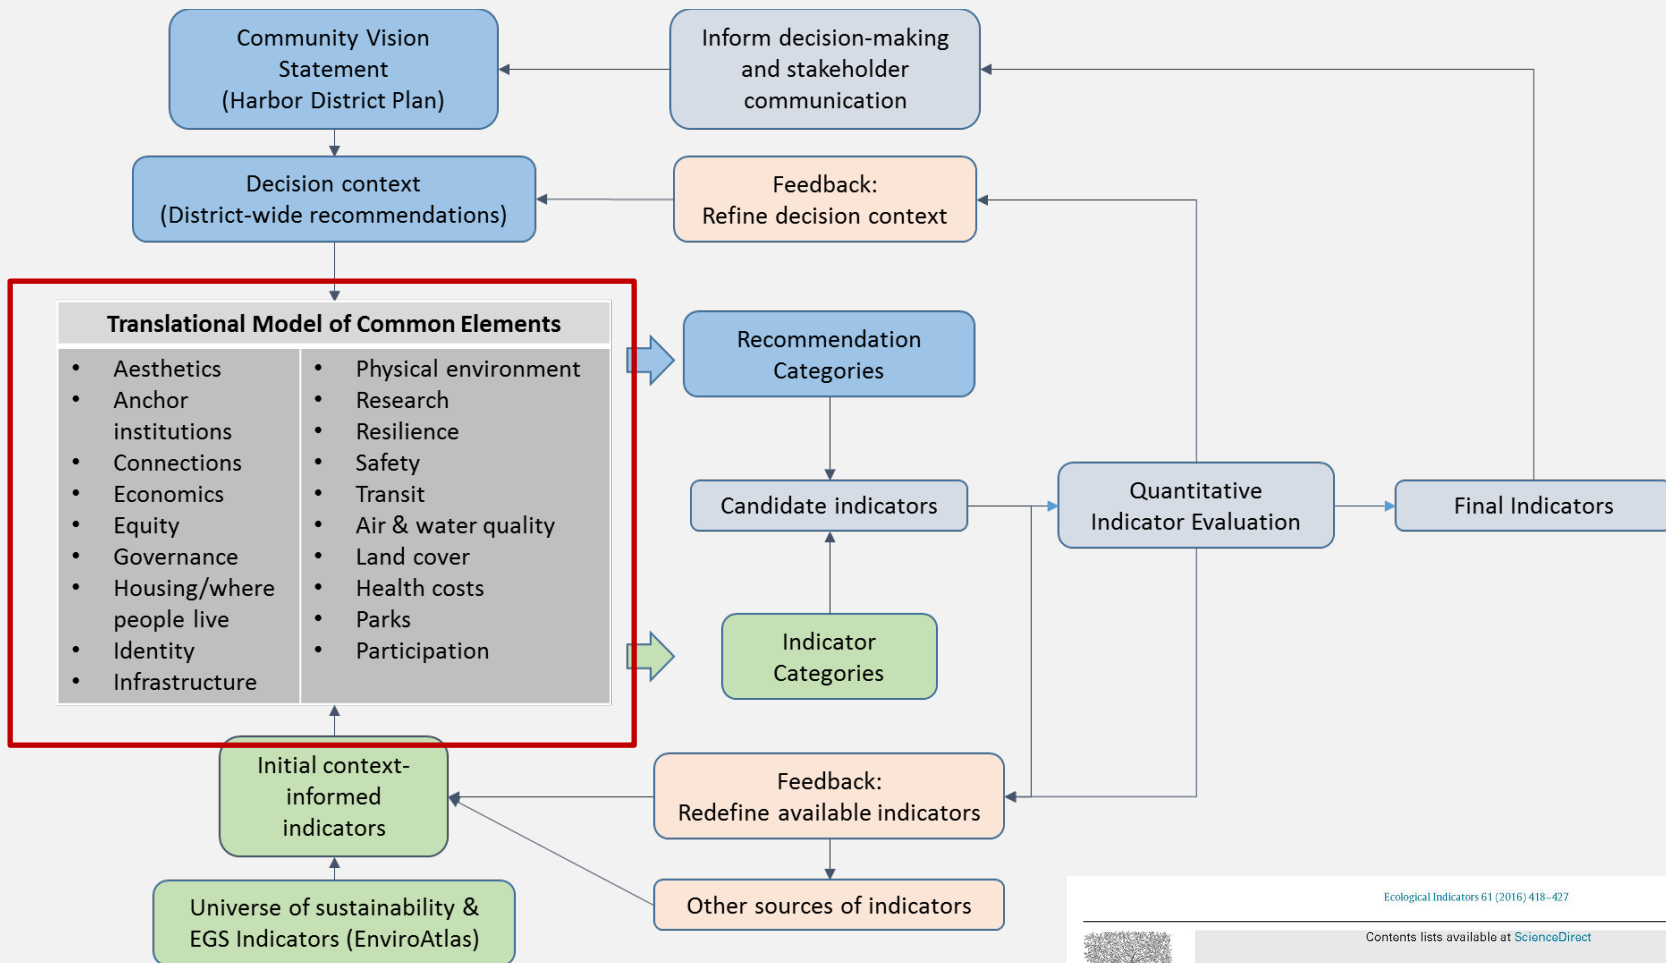 Community Vision
Statement
(Harbor District Plan)
Inform decision-making
and stakeholder
communication
Decision context
(District-wide recommendations)
Feedback:
Refine decision context
Translational Model of Common Elements
• Aesthetics
• Anchor
institutions
• Connections
• Economics
• Equity
• Governance
• Housing/where
people live
• Identity
• Infrastructure
• Physical environment
• Research
• Resilience
• Safety
• Transit
• Air & water quality
• Land cover
• Health costs
• Parks
• Participation
Recommendation
Categories
Candidate indicators
Quantitative
Indicator Evaluation
Final Indicators
Indicator
Categories
Initial context-
informed
indicators
Feedback:
Redefine available indicators
Universe of sustainability &
EGS Indicators (EnviroAtlas)
Other sources of indicators
Ecological Indicators 61 (2016) 418–427
Contents lists available at ScienceDirect